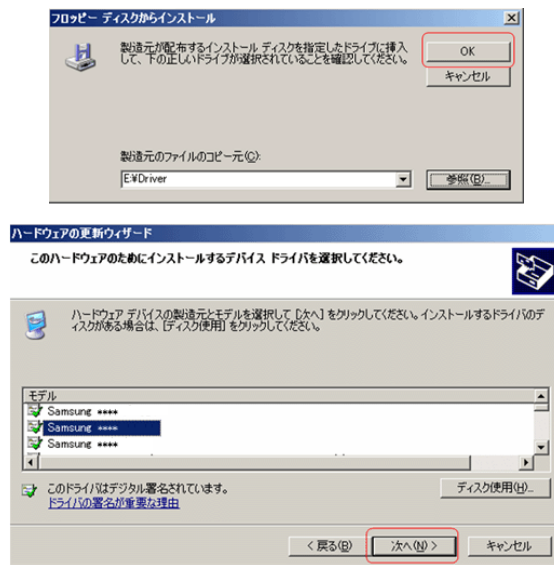 フロッピー ディスクからインストール
製造元が配布するインストール ディスクを指定したドライブに挿入
して、下の正しいドライブが選択されていることを確認してください。
OK
キャンセル
製造元のファイルのコピー元(C):
E:¥Driver
参照(B)...
ハードウェアの更新ウィザード
このハードウェアのためにインストールするデバイス ドライバを選択してください。
ハードウェア デバイスの製造元とモデルを選択して [次へ] をクリックしてください。インストールするドライバのデ
ィスクがある場合は、[ディスク使用] をクリックしてください。
モデル
Samsung ****
Samsung ****
Samsung ****
このドライバはデジタル署名されています。
ドライバの署名が重要な理由
ディスク使用(H)...
< 戻る(B)
次へ(N) >
キャンセル